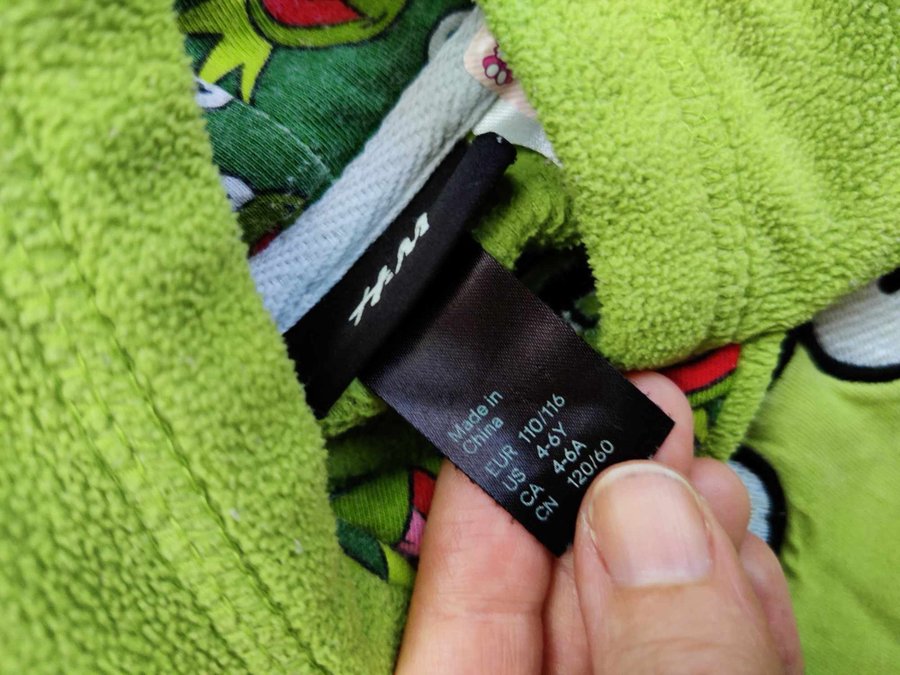 H&M
Made in
China
EUR 110/116
US 4-6Y
CA 4-6A
CN 120/60